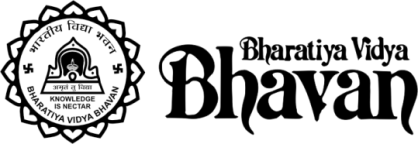 भारतीय विद्या भवन
अमृतं तु विद्या
KNOWLEDGE
IS NECTAR
BHARATIYA VIDYA BHAVAN
Bharatiya Vidya
Bhavan